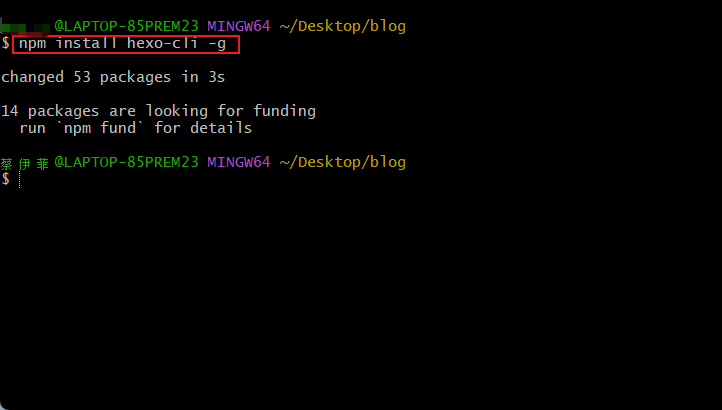 @LAPTOP-85PREM23 MINGW64 ~/Desktop/blog
$ npm install hexo-cli -g
changed 53 packages in 3s
14 packages are looking for funding
run `npm fund` for details
蔡伊菲@LAPTOP-85PREM23 MINGW64 ~/Desktop/blog
$